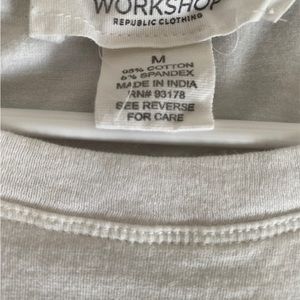 WORKSHOP
REPUBLIC CLOTHING
M
95% COTTON
5% SPANDEX
MADE IN INDIA
RN# 93178
SEE REVERSE
FOR CARE